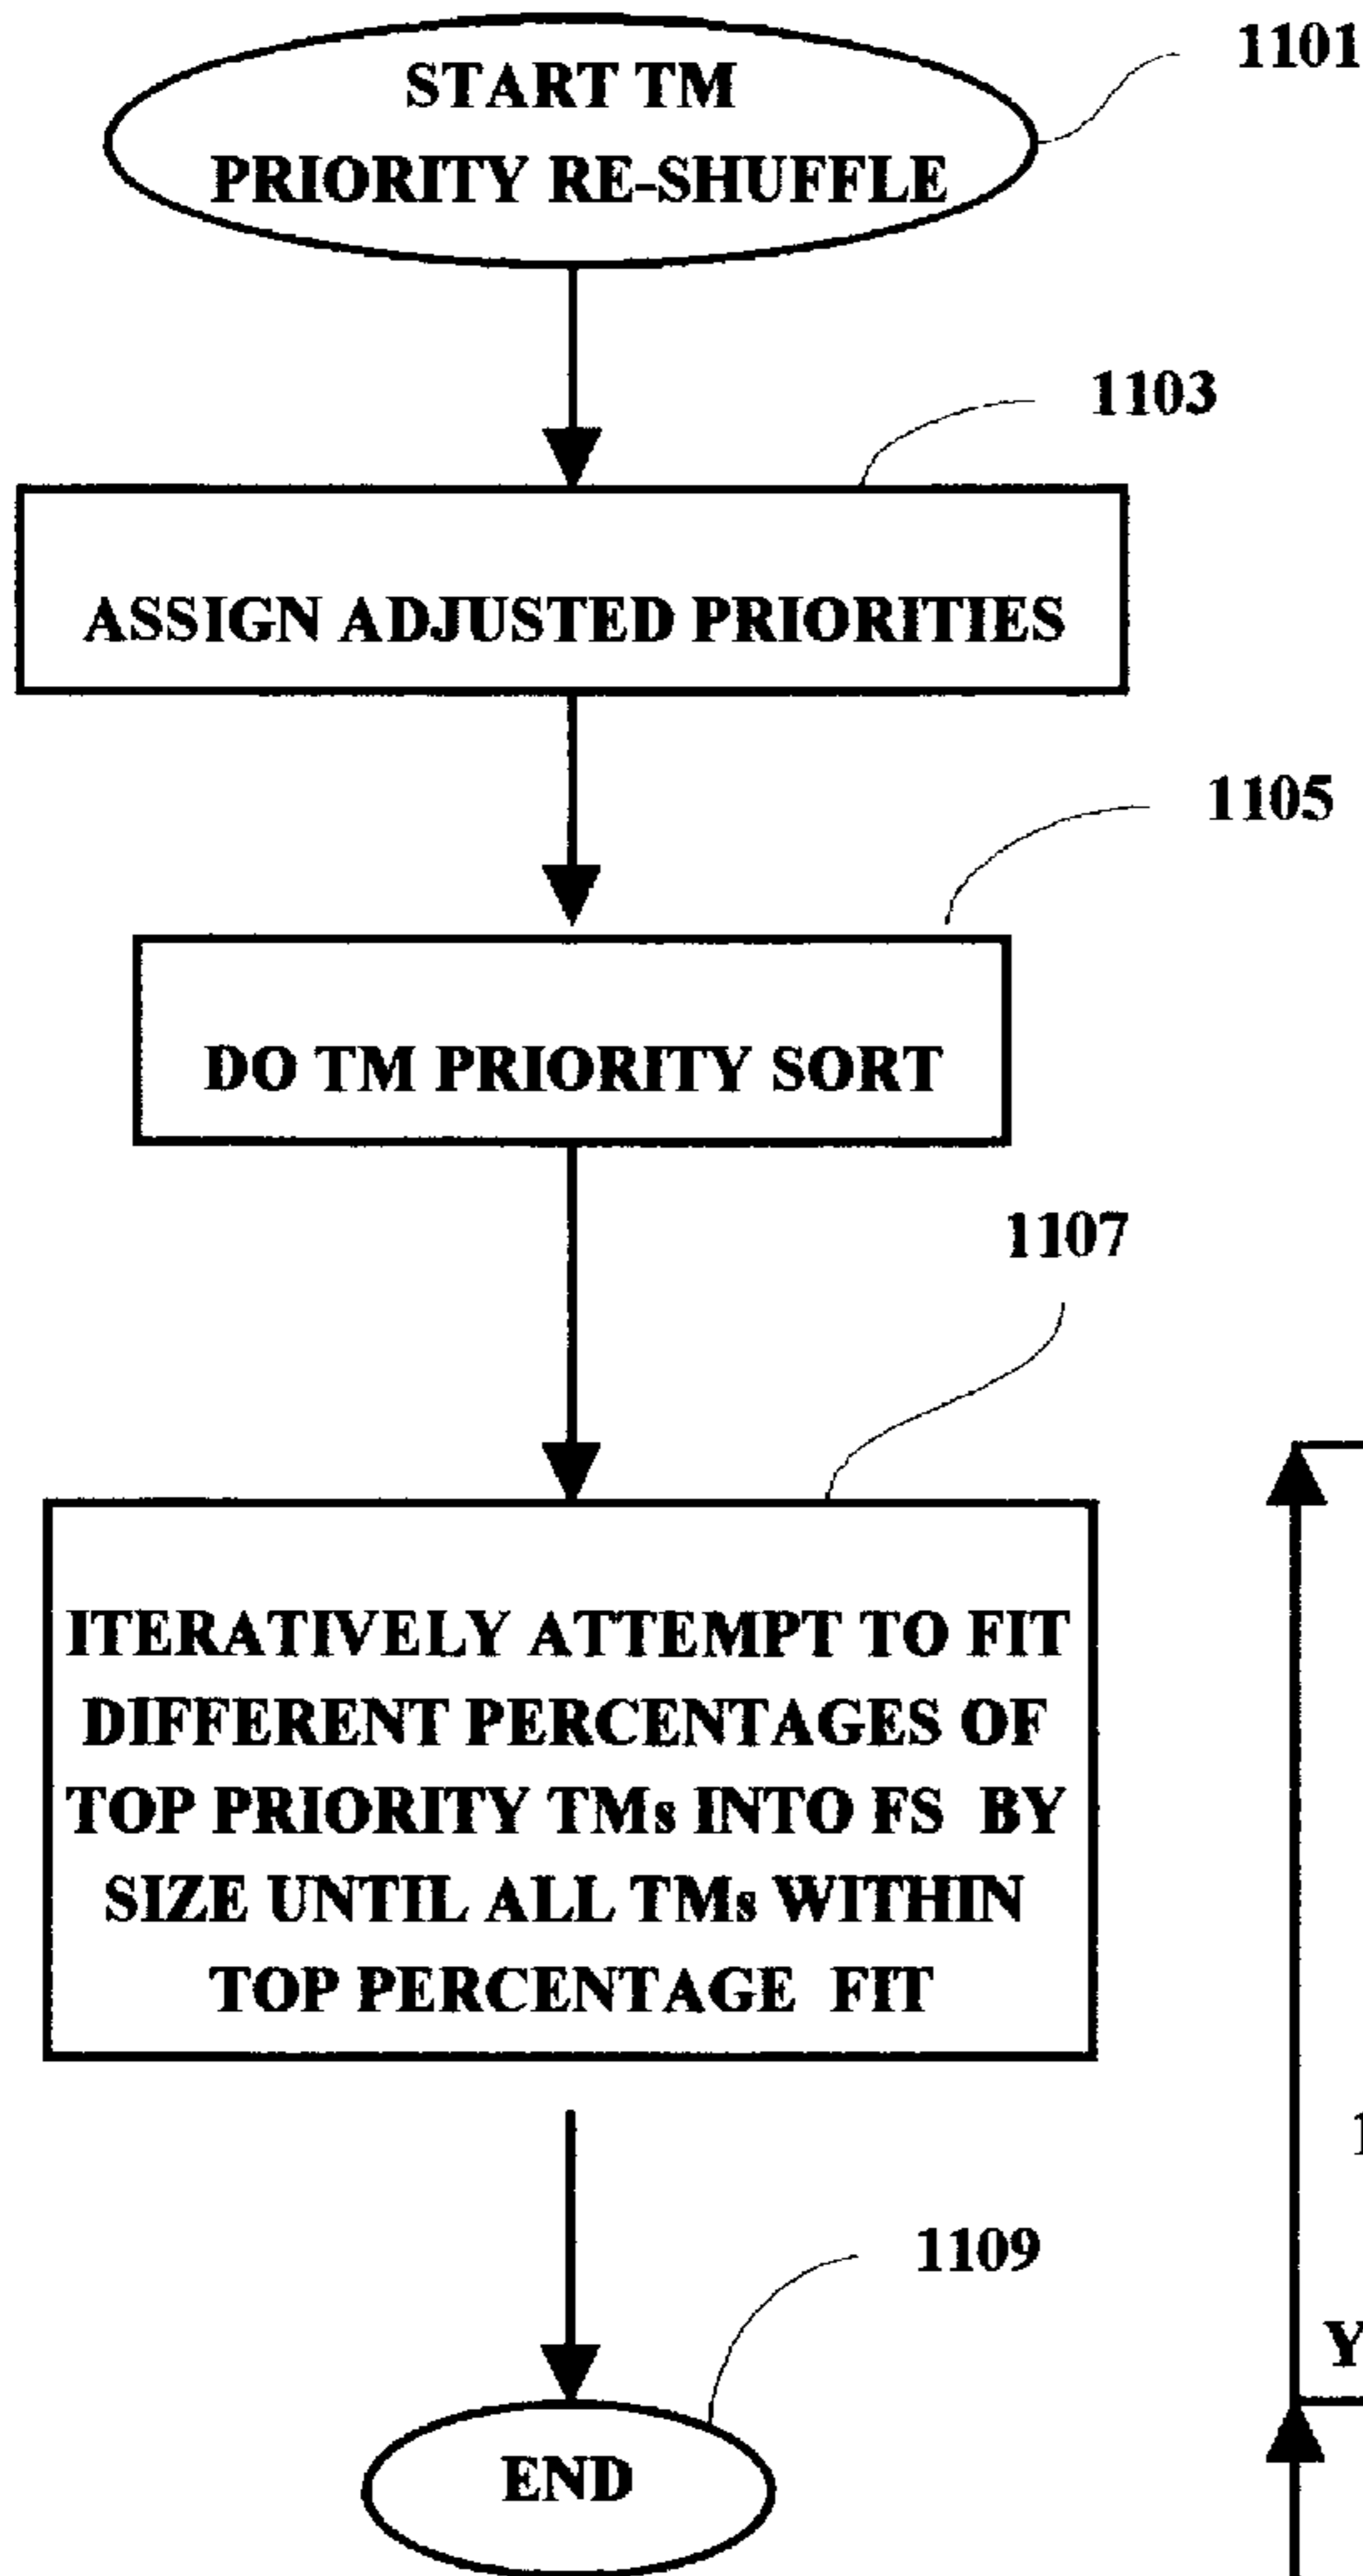 1101
START TM
PRIORITY RE-SHUFFLE
1103
ASSIGN ADJUSTED PRIORITIES
1105
DO TM PRIORITY SORT
1107
ITERATIVELY ATTEMPT TO FIT
DIFFERENT PERCENTAGES OF
TOP PRIORITY TMs INTO FS BY
SIZE UNTIL ALL TMs WITHIN
TOP PERCENTAGE FIT
1
1109
Y
END